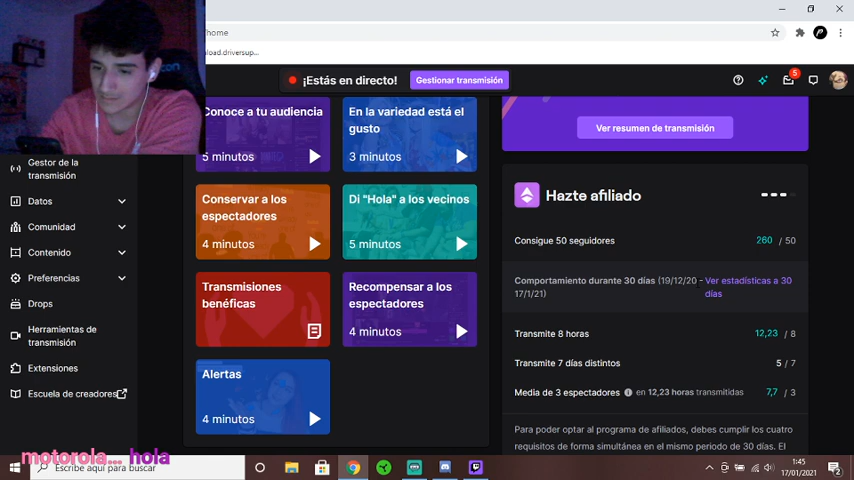 home
load.driversup...
¡Estás en directo!
Gestionar transmisión
5
Conoce a tu audiencia
5 minutos
En la variedad está el
gusto
3 minutos
Ver resumen de transmisión
Gestor de la
transmisión
Datos
Comunidad
Contenido
Preferencias
Drops
Herramientas de
transmisión
Extensiones
Escuela de creadores
Conservar a los
espectadores
4 minutos
Di "Hola" a los vecinos
5 minutos
Transmisiones
benéficas
Recompensar a los
espectadores
4 minutos
Alertas
4 minutos
Hazte afiliado
Consigue 50 seguidores 260 / 50
Comportamiento durante 30 días (19/12/20 -
17/1/21)
Ver estadísticas a 30
días
Transmite 8 horas 12,23 / 8
Transmite 7 días distintos 5 / 7
Media de 3 espectadores en 12,23 horas transmitidas 7,7 / 3
Para poder optar al programa de afiliados, debes cumplir los cuatro
requisitos de forma simultánea en el mismo periodo de 30 días. El
motorola... hola
Escribe aquí para buscar
1:45
17/01/2021
2